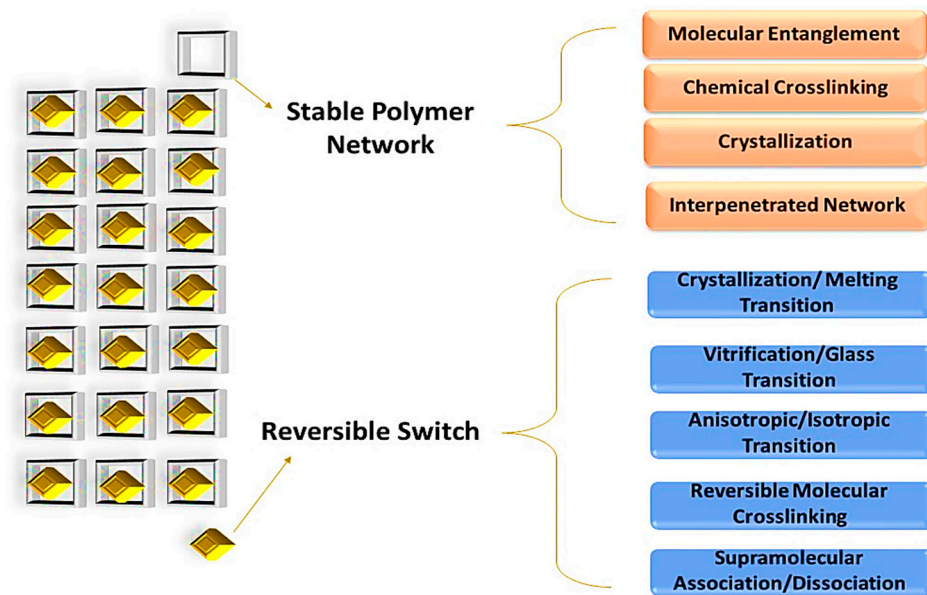 Stable Polymer
Network
Molecular Entanglement
Chemical Crosslinking
Crystallization
Interpenetrated Network
Reversible Switch
Crystallization/ Melting
Transition
Vitrification/Glass
Transition
Anisotropic/Isotropic
Transition
Reversible Molecular
Crosslinking
Supramolecular
Association/Dissociation